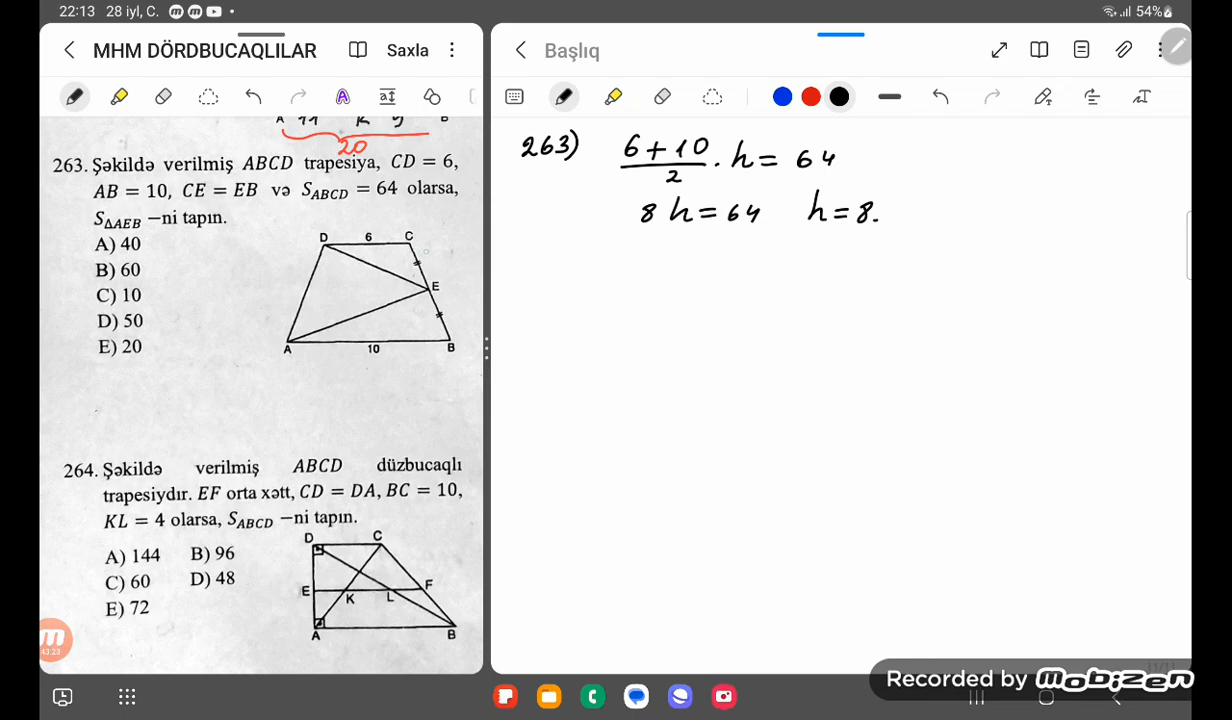 22:13 28 iyl, C.
54%
MHM DÖRDBUCAQLILAR
Saxla
Başlıq
A
B
20
263. Şəkildə verilmiş ABCD trapesiya, CD = 6,
AB = 10, CE = EB və S_ABCD = 64 olarsa,
S_ΔAEB −ni tapın.
A) 40
B) 60
C) 10
D) 50
E) 20
D 6 C
E
A 10 B
264. Şəkildə verilmiş ABCD düzbucaqlı
trapesiydır. EF orta xətt, CD = DA, BC = 10,
KL = 4 olarsa, S_ABCD −ni tapın.
A) 144 B) 96
C) 60 D) 48
E) 72
D C
E K L F
A B
43:23
263) 6 + 10 / 2 · h = 64
8 h = 64 h = 8.
Recorded by mobizen